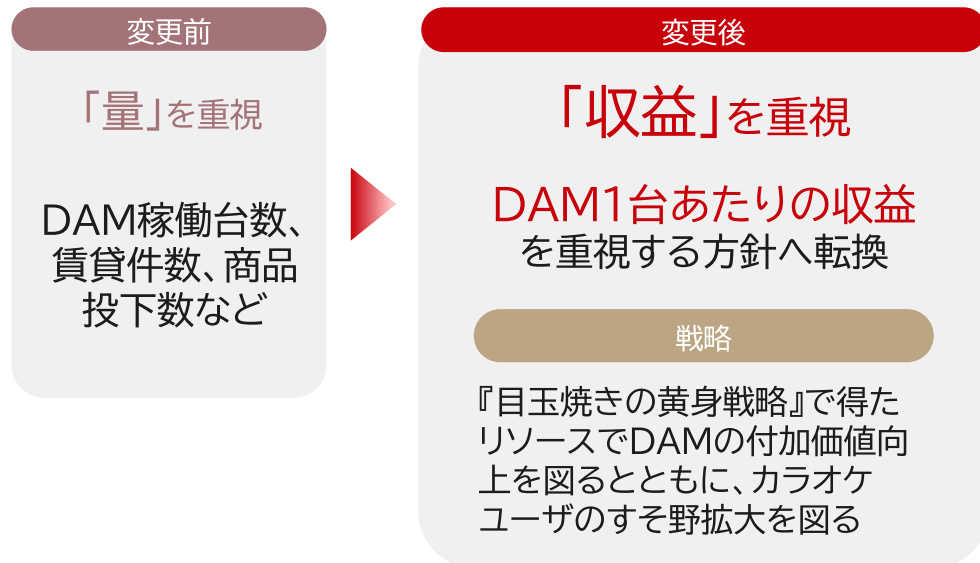 変更前
「量」を重視
DAM稼働台数、
賃貸件数、商品
投下数など
変更後
「収益」を重視
DAM1台あたりの収益
を重視する方針へ転換
戦略
『目玉焼きの黄身戦略』で得た
リソースでDAMの付加価値向
上を図るとともに、カラオケ
ユーザのすそ野拡大を図る